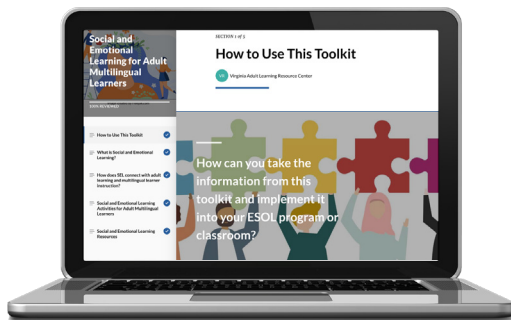 Social and
Emotional
Learning for Adult
Multilingual
Learners
100% REVIEWED
How to Use This Toolkit
What is Social and Emotional
Learning?
How does SEL connect with adult
learning and multilingual learner
instruction?
Social and Emotional Learning
Activities for Adult Multilingual
Learners
Social and Emotional Learning
Resources
SECTION 1 of 5
How to Use This Toolkit
Virginia Adult Learning Resource Center
How can you take the
information from this
toolkit and implement it
into your ESOL program or
classroom?